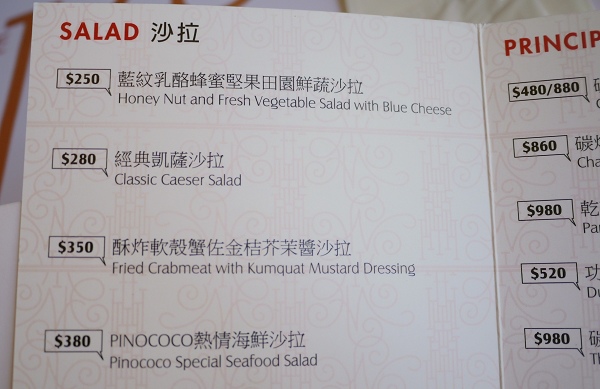 SALAD 沙拉
$250 藍紋乳酪蜂蜜堅果田園鮮蔬沙拉
Honey Nut and Fresh Vegetable Salad with Blue Cheese
$280 經典凱薩沙拉
Classic Caeser Salad
$350 酥炸軟殼蟹佐金桔芥茉醬沙拉
Fried Crabmeat with Kumquat Mustard Dressing
$380 PINOCOCO熱情海鮮沙拉
Pinococo Special Seafood Salad
PRINCIP
$480/880
$860 碳
Cha
$980 乾
Pa
$520 功
Du
$980 碳
Th